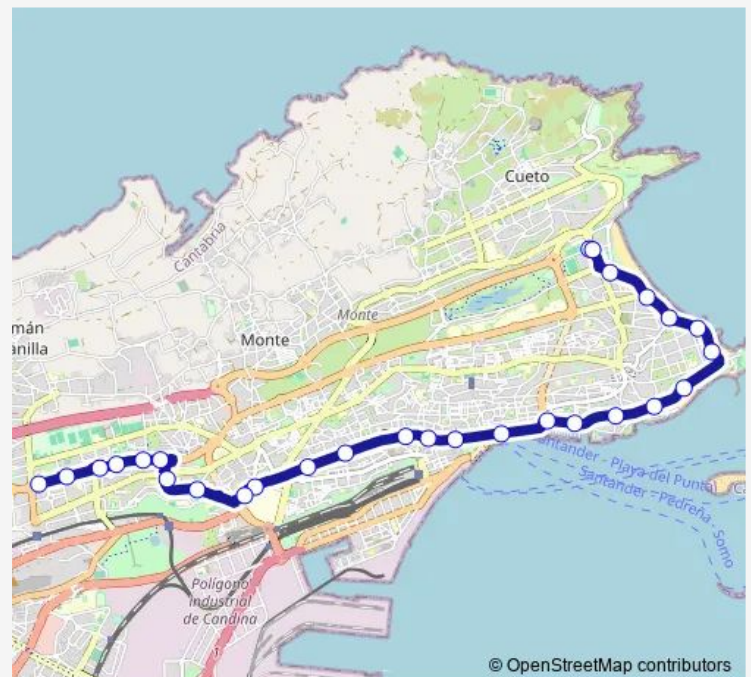 Cueto
Cantabria
Monte
Monte
mán
anilla
Santander - Playa del Puntal
Santander - Pedreña - Somo
Polígono
industrial
de Candina
1
© OpenStreetMap contributors